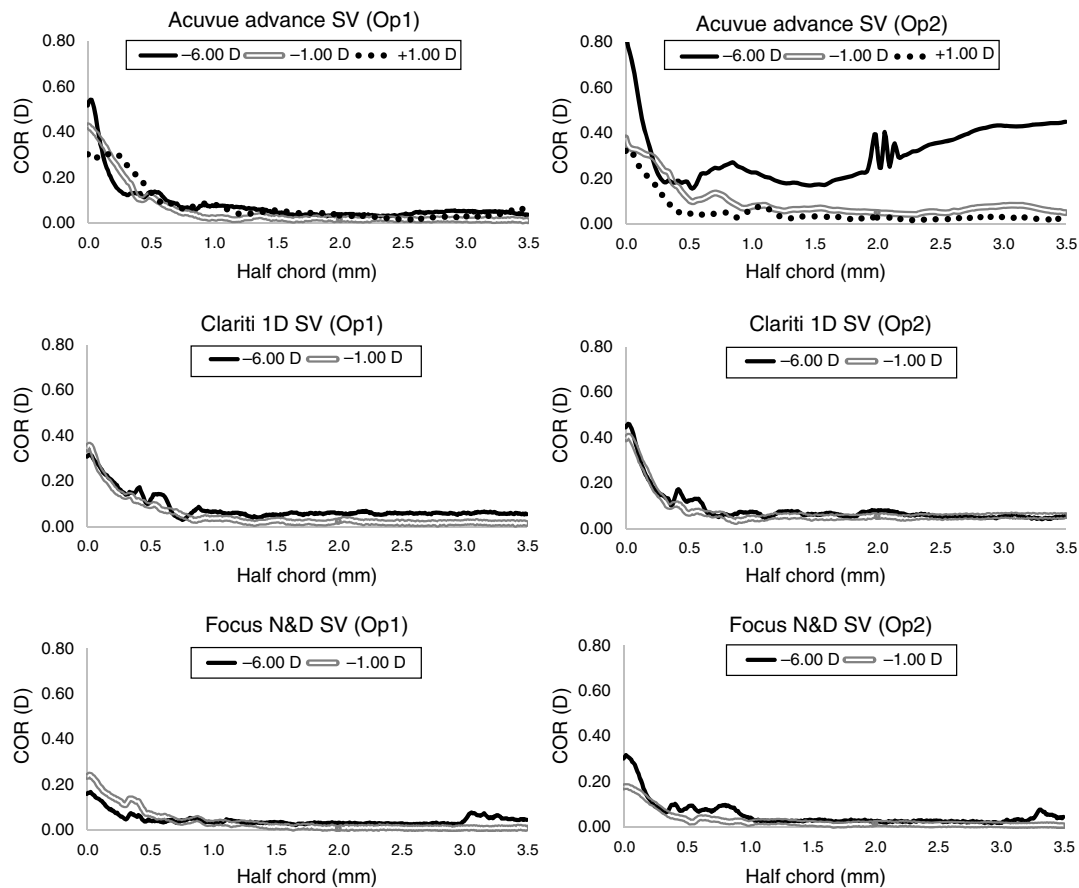 Acuvue advance SV (Op1)
0.80
−6.00 D −1.00 D +1.00 D
0.60
0.40
0.20
0.00
COR (D)
0.0 0.5 1.0 1.5 2.0 2.5 3.0 3.5
Half chord (mm)
Acuvue advance SV (Op2)
0.80
−6.00 D −1.00 D +1.00 D
0.60
0.40
0.20
0.00
COR (D)
0.0 0.5 1.0 1.5 2.0 2.5 3.0 3.5
Half chord (mm)
Clariti 1D SV (Op1)
0.80
−6.00 D −1.00 D
0.60
0.40
0.20
0.00
COR (D)
0.0 0.5 1.0 1.5 2.0 2.5 3.0 3.5
Half chord (mm)
Clariti 1D SV (Op2)
0.80
−6.00 D −1.00 D
0.60
0.40
0.20
0.00
COR (D)
0.0 0.5 1.0 1.5 2.0 2.5 3.0 3.5
Half chord (mm)
Focus N&D SV (Op1)
0.80
−6.00 D −1.00 D
0.60
0.40
0.20
0.00
COR (D)
0.0 0.5 1.0 1.5 2.0 2.5 3.0 3.5
Half chord (mm)
Focus N&D SV (Op2)
0.80
−6.00 D −1.00 D
0.60
0.40
0.20
0.00
COR (D)
0.0 0.5 1.0 1.5 2.0 2.5 3.0 3.5
Half chord (mm)